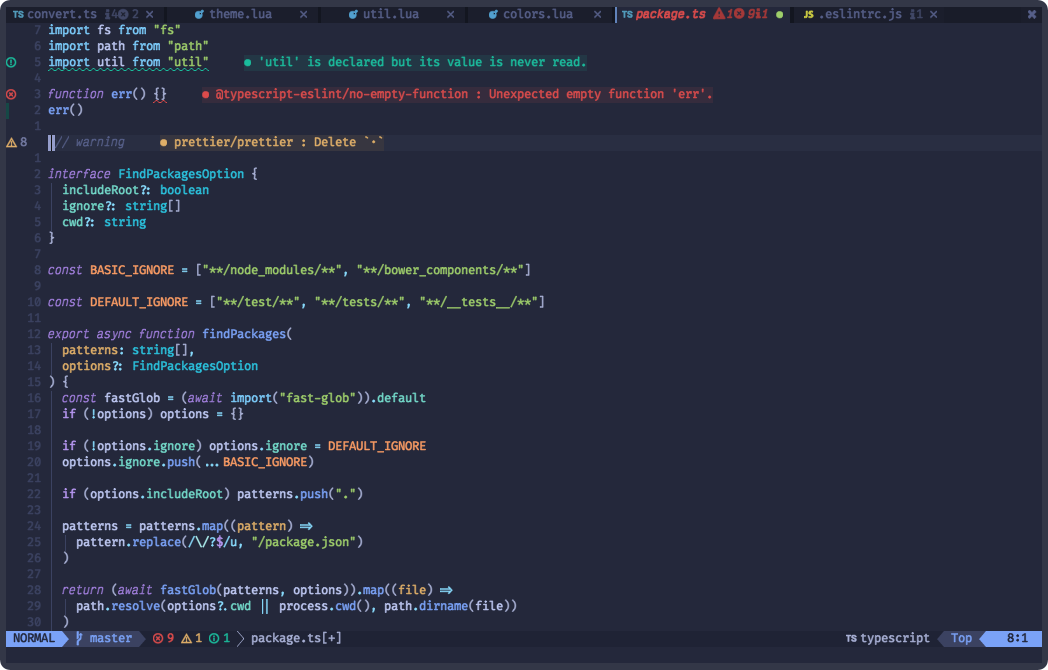 TS convert.ts i4 2 × theme.lua × util.lua × colors.lua × TS package.ts 1 9 i1 ● JS .eslintrc.js i1 × ×
7 import fs from "fs"
6 import path from "path"
5 import util from "util" ● 'util' is declared but its value is never read.
4
3 function err() {} ● @typescript-eslint/no-empty-function : Unexpected empty function 'err'.
2 err()
1
8 // warning ● prettier/prettier : Delete `·`
1
2 interface FindPackagesOption {
3 includeRoot?: boolean
4 ignore?: string[]
5 cwd?: string
6 }
7
8 const BASIC_IGNORE = ["**/node_modules/**", "**/bower_components/**"]
9
10 const DEFAULT_IGNORE = ["**/test/**", "**/tests/**", "**/__tests__/**"]
11
12 export async function findPackages(
13 patterns: string[],
14 options?: FindPackagesOption
15 ) {
16 const fastGlob = (await import("fast-glob")).default
17 if (!options) options = {}
18
19 if (!options.ignore) options.ignore = DEFAULT_IGNORE
20 options.ignore.push(...BASIC_IGNORE)
21
22 if (options.includeRoot) patterns.push(".")
23
24 patterns = patterns.map((pattern) =>
25 pattern.replace(/\/?$/u, "/package.json")
26 )
27
28 return (await fastGlob(patterns, options)).map((file) =>
29 path.resolve(options?.cwd || process.cwd(), path.dirname(file))
30 )
NORMAL master 9 1 1 package.ts[+] TS typescript Top 8:1